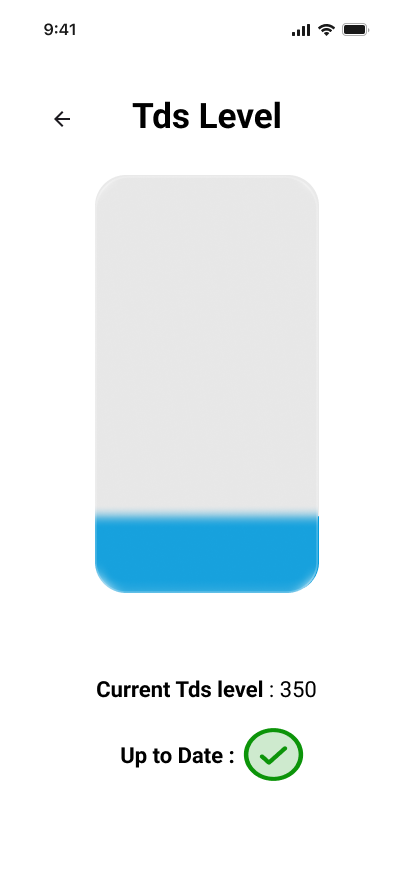 9:41
Tds Level
Current Tds level : 350
Up to Date :